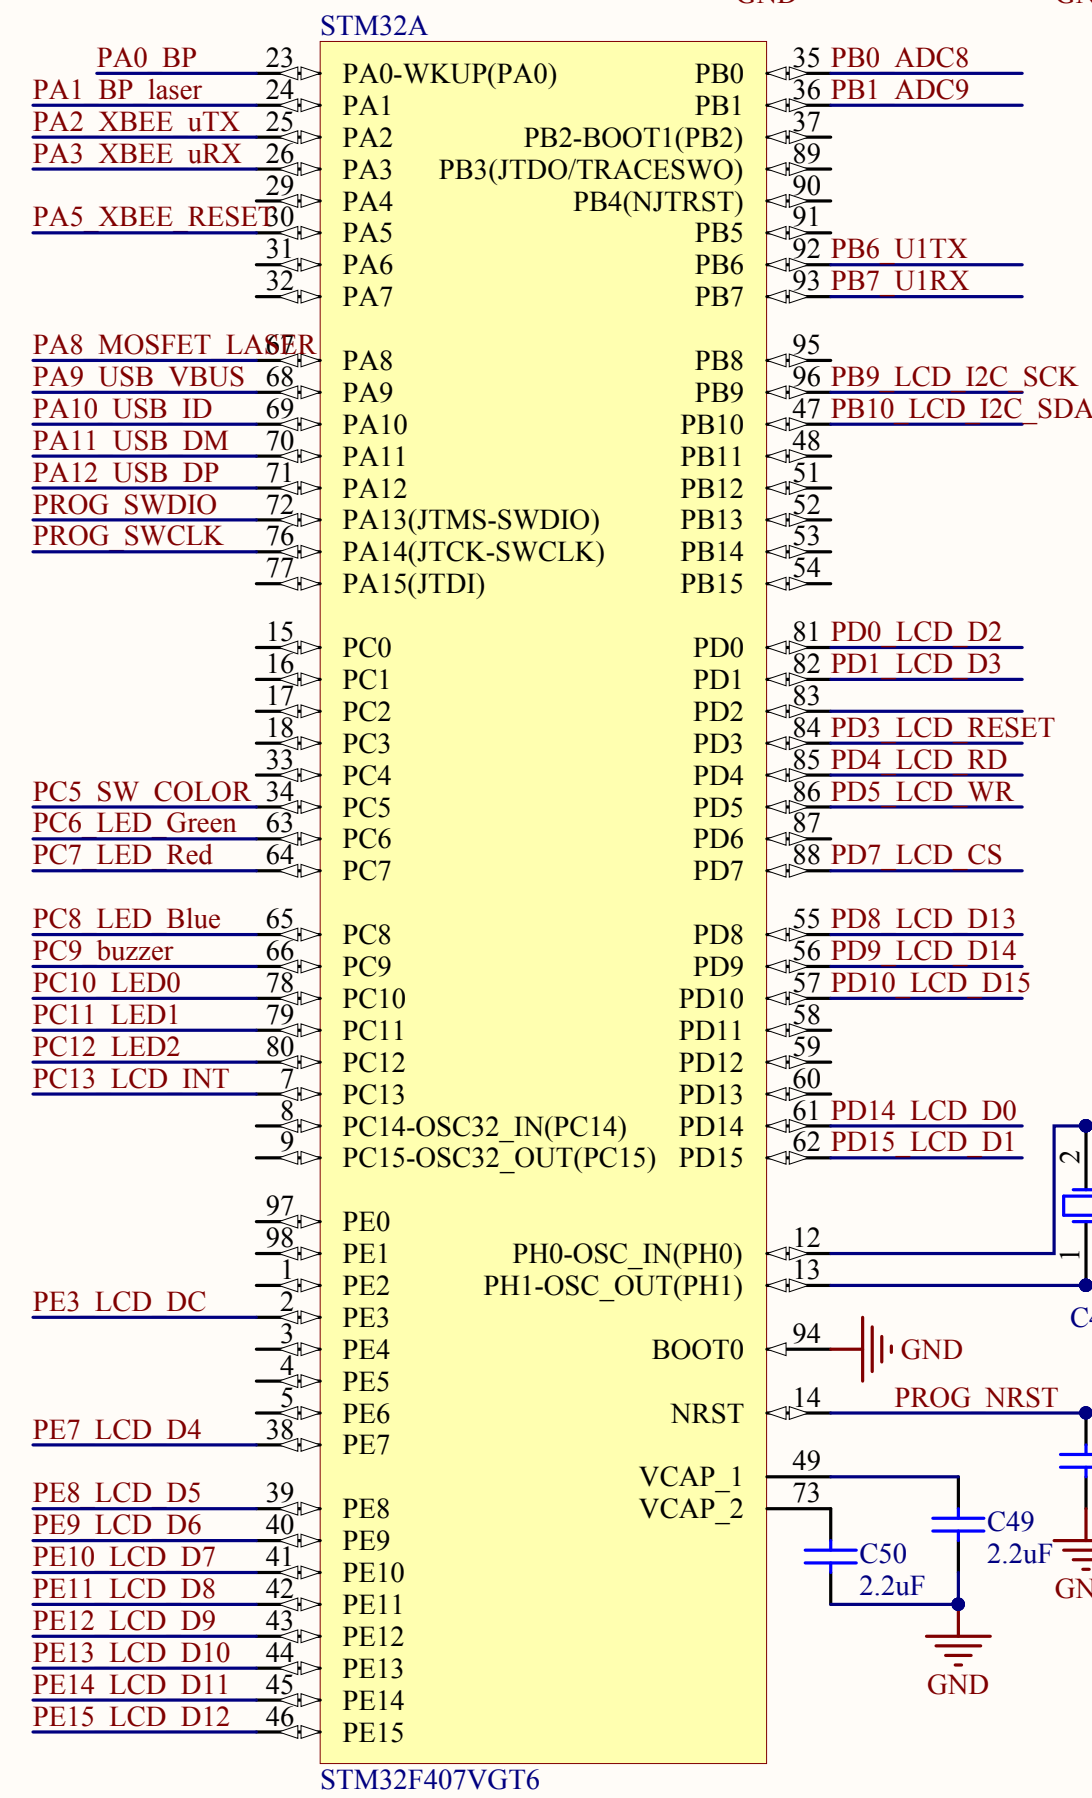 GND
STM32A
PA0_BP 23 PA0-WKUP(PA0) PB0 35 PB0_ADC8
PA1_BP_laser 24 PA1 PB1 36 PB1_ADC9
PA2_XBEE_uTX 25 PA2 PB2-BOOT1(PB2) 37
PA3_XBEE_uRX 26 PA3 PB3(JTDO/TRACESWO) 89
29 PA4 PB4(NJTRST) 90
PA5_XBEE_RESET 30 PA5 PB5 91
31 PA6 PB6 92 PB6_U1TX
32 PA7 PB7 93 PB7_U1RX
PA8_MOSFET_LASER 67 PA8 PB8 95
PA9_USB_VBUS 68 PA9 PB9 96 PB9_LCD_I2C_SCK
PA10_USB_ID 69 PA10 PB10 47 PB10_LCD_I2C_SDA
PA11_USB_DM 70 PA11 PB11 48
PA12_USB_DP 71 PA12 PB12 51
PROG_SWDIO 72 PA13(JTMS-SWDIO) PB13 52
PROG_SWCLK 76 PA14(JTCK-SWCLK) PB14 53
77 PA15(JTDI) PB15 54
15 PC0 PD0 81 PD0_LCD_D2
16 PC1 PD1 82 PD1_LCD_D3
17 PC2 PD2 83
18 PC3 PD3 84 PD3_LCD_RESET
33 PC4 PD4 85 PD4_LCD_RD
PC5_SW_COLOR 34 PC5 PD5 86 PD5_LCD_WR
PC6_LED_Green 63 PC6 PD6 87
PC7_LED_Red 64 PC7 PD7 88 PD7_LCD_CS
PC8_LED_Blue 65 PC8 PD8 55 PD8_LCD_D13
PC9_buzzer 66 PC9 PD9 56 PD9_LCD_D14
PC10_LED0 78 PC10 PD10 57 PD10_LCD_D15
PC11_LED1 79 PC11 PD11 58
PC12_LED2 80 PC12 PD12 59
PC13_LCD_INT 7 PC13 PD13 60
8 PC14-OSC32_IN(PC14) PD14 61 PD14_LCD_D0
9 PC15-OSC32_OUT(PC15) PD15 62 PD15_LCD_D1
2
97 PE0
98 PE1 PH0-OSC_IN(PH0) 12
1
1 PE2 PH1-OSC_OUT(PH1) 13
PE3_LCD_DC 2 PE3
3 PE4 BOOT0 94 GND
4 PE5
5 PE6 NRST 14 PROG_NRST
PE7_LCD_D4 38 PE7
VCAP_1 49
PE8_LCD_D5 39 PE8 VCAP_2 73
PE9_LCD_D6 40 PE9 C49
PE10_LCD_D7 41 PE10 C50 2.2uF
PE11_LCD_D8 42 PE11 2.2uF
PE12_LCD_D9 43 PE12
PE13_LCD_D10 44 PE13
PE14_LCD_D11 45 PE14 GND
PE15_LCD_D12 46 PE15
STM32F407VGT6